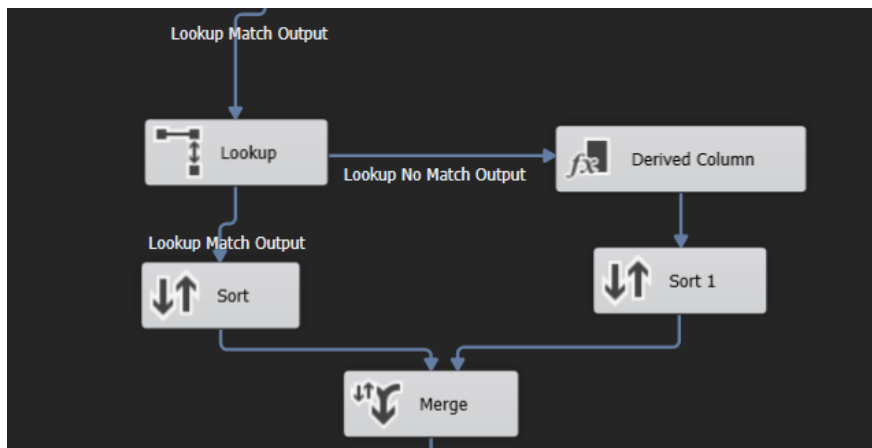 Lookup Match Output
Lookup
Lookup No Match Output
Derived Column
Lookup Match Output
Sort
Sort 1
Merge